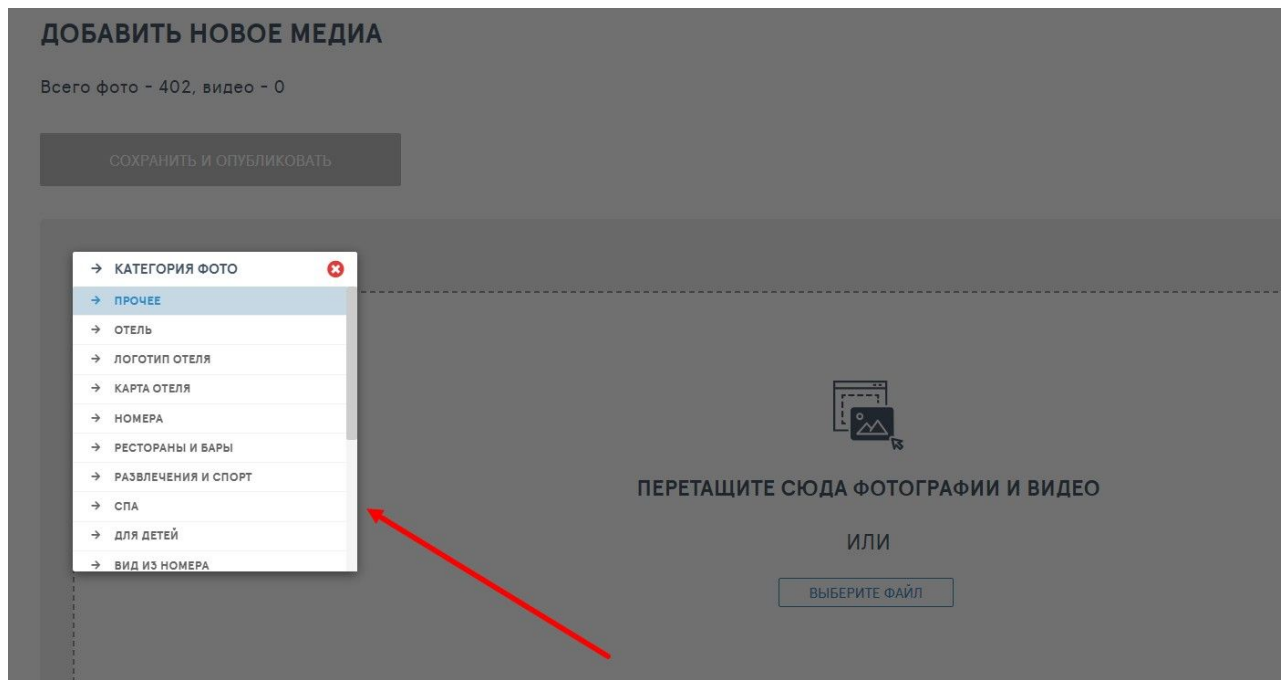 ДОБАВИТЬ НОВОЕ МЕДИА
Всего фото - 402, видео - 0
СОХРАНИТЬ И ОПУБЛИКОВАТЬ
КАТЕГОРИЯ ФОТО
ПРОЧЕЕ
ОТЕЛЬ
ЛОГОТИП ОТЕЛЯ
КАРТА ОТЕЛЯ
НОМЕРА
РЕСТОРАНЫ И БАРЫ
РАЗВЛЕЧЕНИЯ И СПОРТ
СПА
ДЛЯ ДЕТЕЙ
ВИД ИЗ НОМЕРА
ПЕРЕТАЩИТЕ СЮДА ФОТОГРАФИИ И ВИДЕО
ИЛИ
ВЫБЕРИТЕ ФАЙЛ